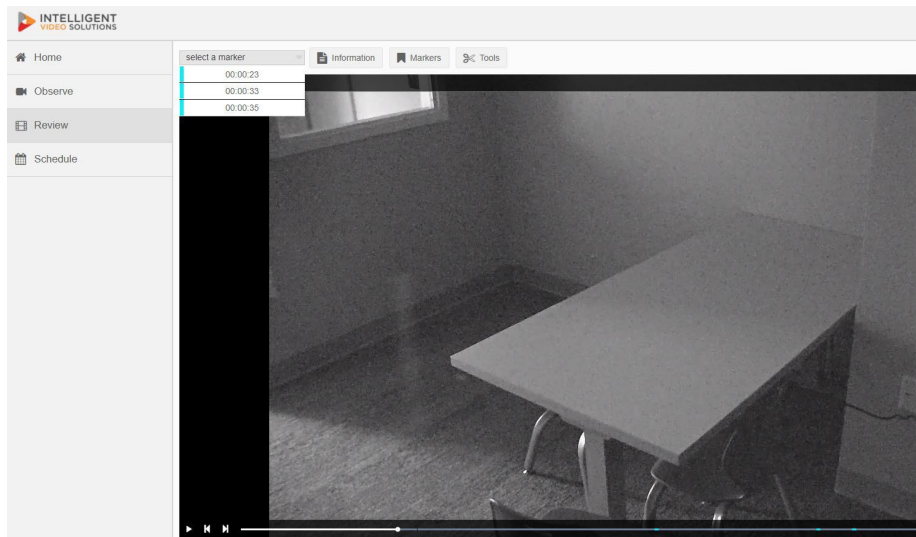 INTELLIGENT
VIDEO SOLUTIONS
Home
Observe
Review
Schedule
select a marker
Information
Markers
Tools
00:00:23
00:00:33
00:00:35